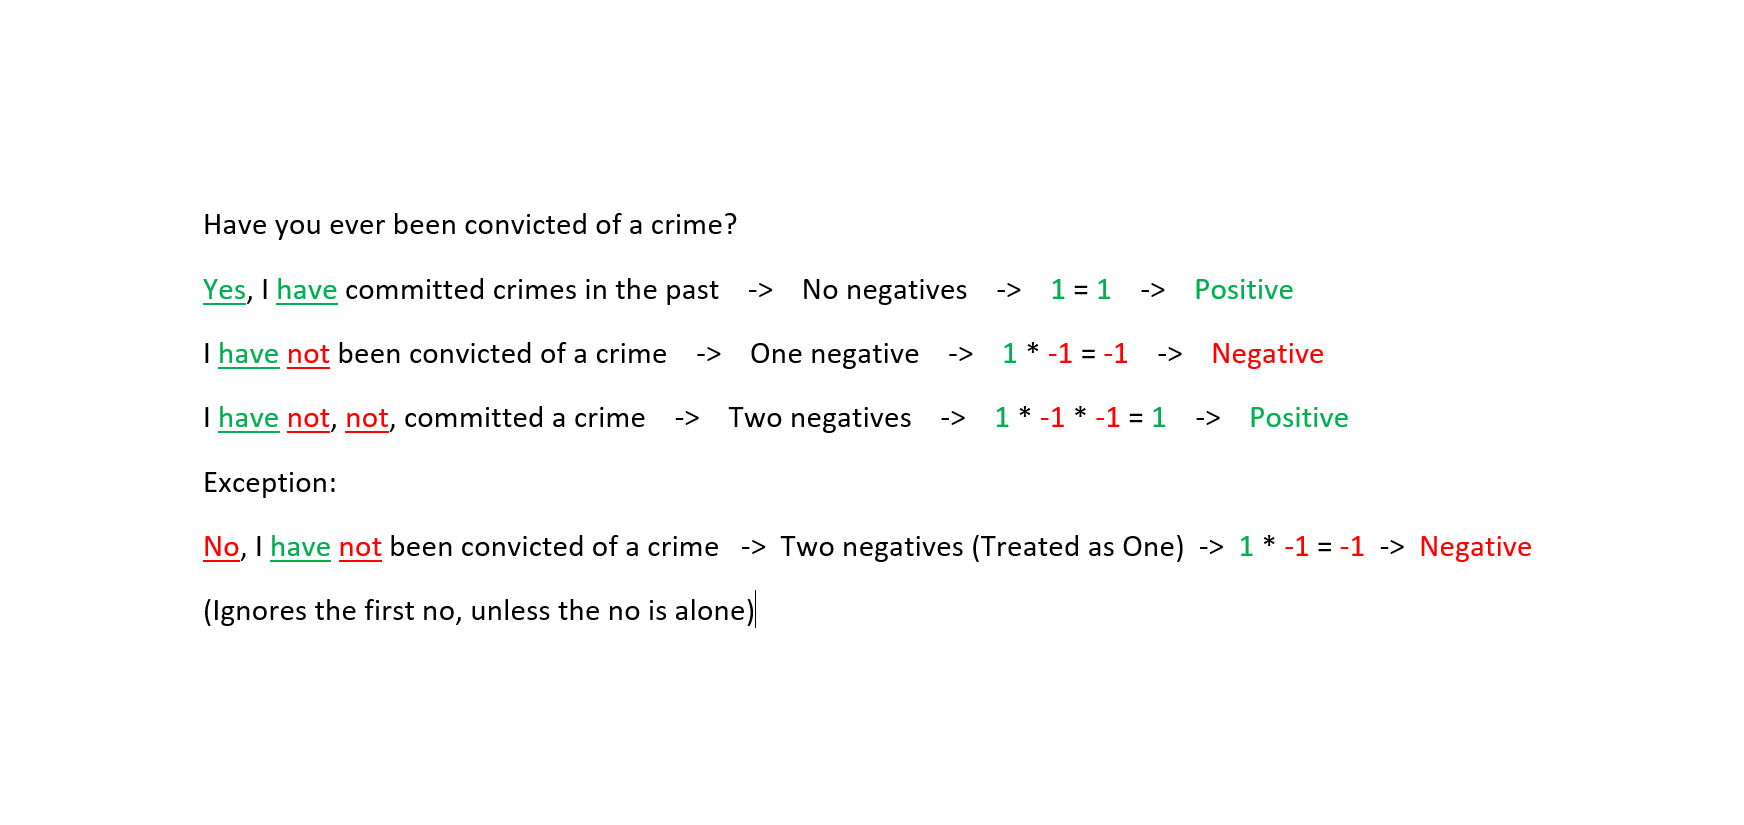 Have you ever been convicted of a crime?
Yes, I have committed crimes in the past -> No negatives -> 1 = 1 -> Positive
I have not been convicted of a crime -> One negative -> 1 * -1 = -1 -> Negative
I have not, not, committed a crime -> Two negatives -> 1 * -1 * -1 = 1 -> Positive
Exception:
No, I have not been convicted of a crime -> Two negatives (Treated as One) -> 1 * -1 = -1 -> Negative
(Ignores the first no, unless the no is alone)